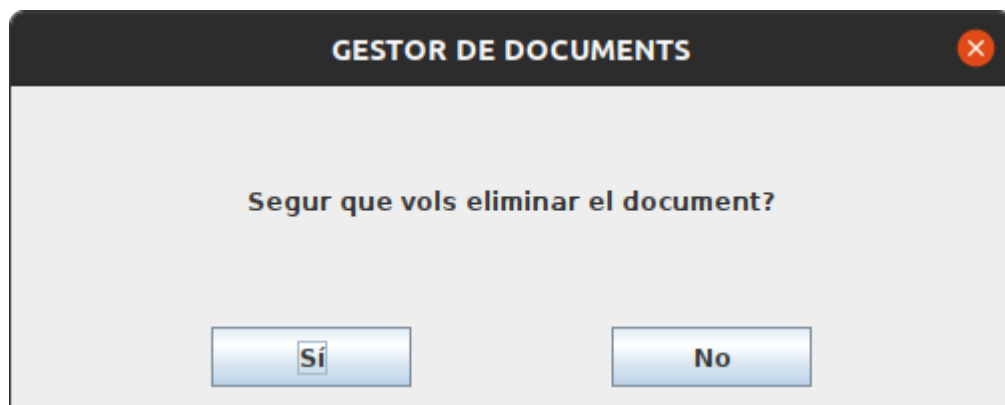 GESTOR DE DOCUMENTS
Segur que vols eliminar el document?
Sí No